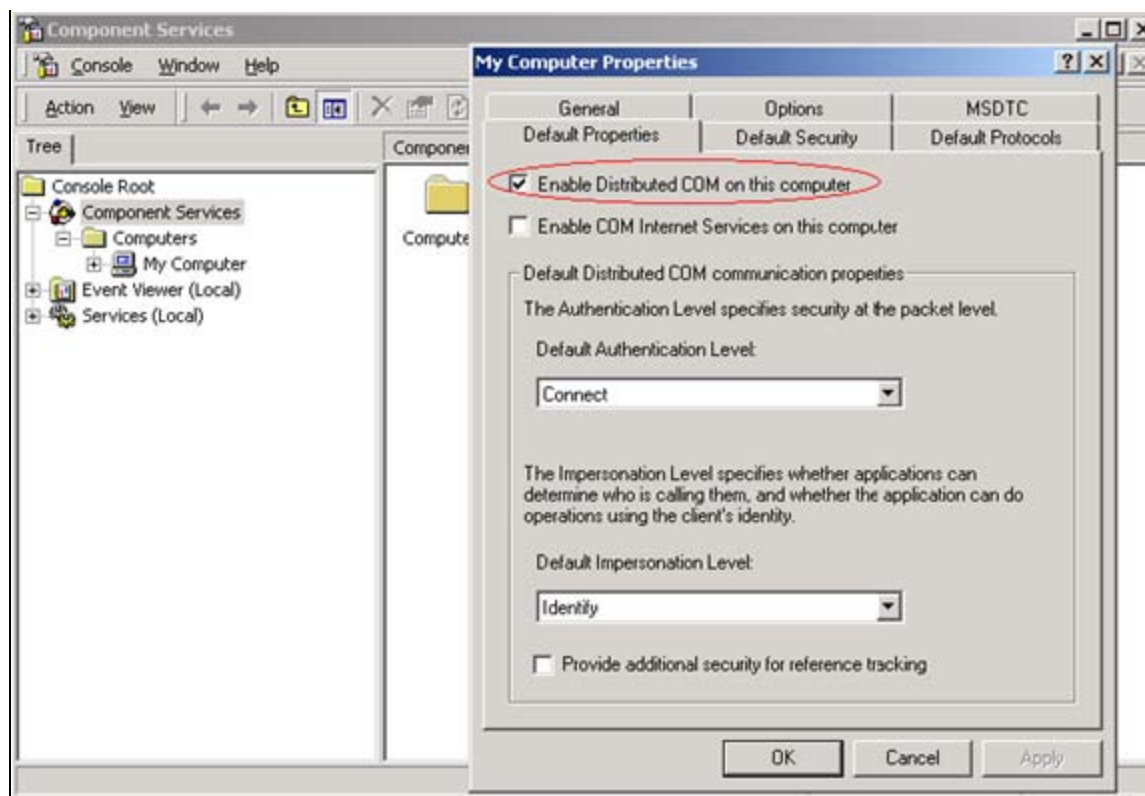 Component Services
Console Window Help
Action View
Tree
Console Root
Component Services
Computers
My Computer
Event Viewer (Local)
Services (Local)
Compone
Compute
My Computer Properties
General Options MSDTC
Default Properties Default Security Default Protocols
Enable Distributed COM on this computer
Enable COM Internet Services on this computer
Default Distributed COM communication properties
The Authentication Level specifies security at the packet level.
Default Authentication Level:
Connect
The Impersonation Level specifies whether applications can
determine who is calling them, and whether the application can do
operations using the client's identity.
Default Impersonation Level:
Identify
Provide additional security for reference tracking
OK Cancel Apply